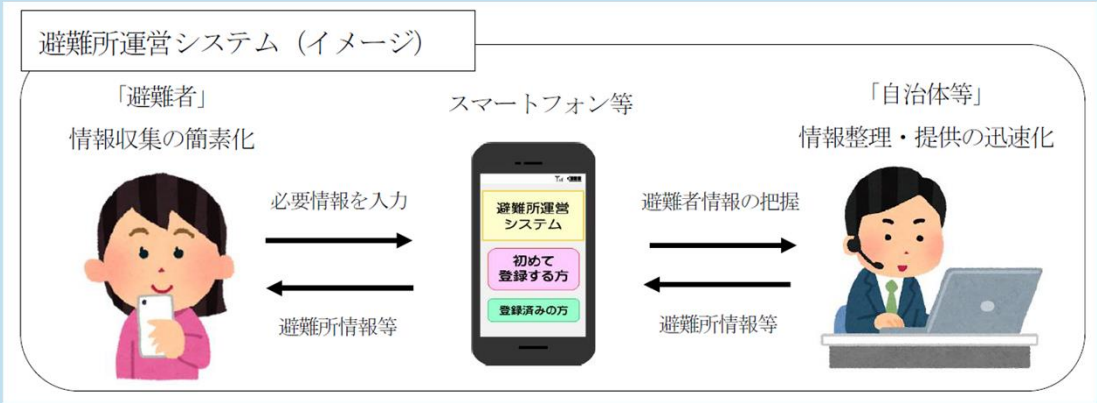 避難所運営システム（イメージ）
「避難者」
情報収集の簡素化
スマートフォン等
「自治体等」
情報整理・提供の迅速化
必要情報を入力
避難所情報等
避難所運営
システム
初めて
登録する方
登録済みの方
避難者情報の把握
避難所情報等